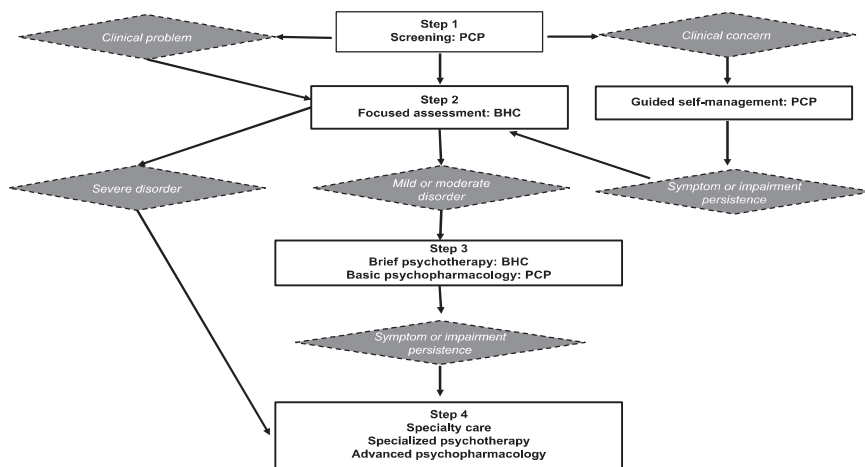 Step 1
Screening: PCP
Clinical problem
Clinical concern
Step 2
Focused assessment: BHC
Guided self-management: PCP
Severe disorder
Mild or moderate
disorder
Symptom or impairment
persistence
Step 3
Brief psychotherapy: BHC
Basic psychopharmacology: PCP
Symptom or impairment
persistence
Step 4
Specialty care
Specialized psychotherapy
Advanced psychopharmacology